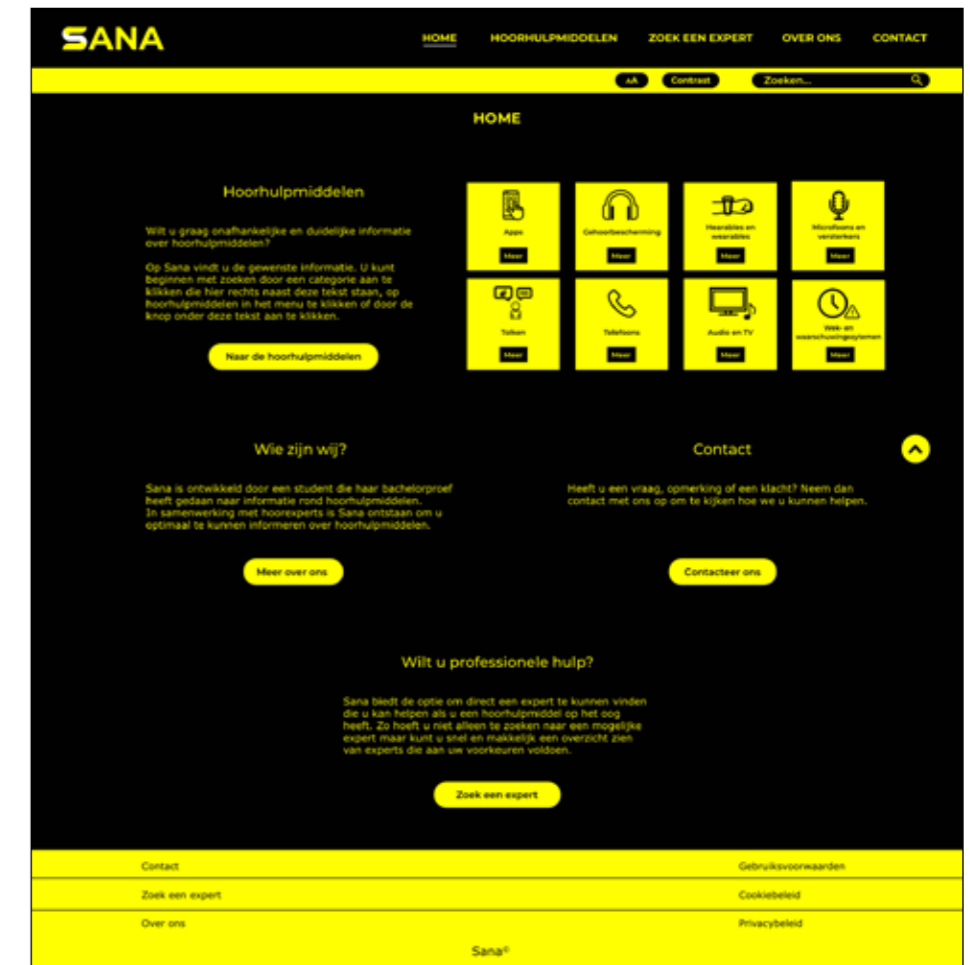 SANA
HOME HOORHULPMIDDELEN ZOEK EEN EXPERT OVER ONS CONTACT
AA Contrast Zoeken...
HOME
Hoorhulpmiddelen
Wilt u graag onafhankelijke en duidelijke informatie
over hoorhulpmiddelen?
Op Sana vindt u de gewenste informatie. U kunt
beginnen met zoeken door een categorie aan te
klikken die hier rechts naast deze tekst staan, op
hoorhulpmiddelen in het menu te klikken of door de
knop onder deze tekst aan te klikken.
Naar de hoorhulpmiddelen
Apps
Meer
Gehoorbescherming
Meer
Hearables en
wearables
Meer
Microfoons en
versterkers
Meer
Tolken
Meer
Telefoons
Meer
Audio en TV
Meer
Wek- en
waarschuwingssytemen
Meer
Wie zijn wij?
Sana is ontwikkeld door een student die haar bachelorproef
heeft gedaan naar informatie rond hoorhulpmiddelen.
In samenwerking met hoorexperts is Sana ontstaan om u
optimaal te kunnen informeren over hoorhulpmiddelen.
Meer over ons
Contact
Heeft u een vraag, opmerking of een klacht? Neem dan
contact met ons op om te kijken hoe we u kunnen helpen.
Contacteer ons
Wilt u professionele hulp?
Sana biedt de optie om direct een expert te kunnen vinden
die u kan helpen als u een hoorhulpmiddel op het oog
heeft. Zo hoeft u niet alleen te zoeken naar een mogelijke
expert maar kunt u snel en makkelijk een overzicht zien
van experts die aan uw voorkeuren voldoen.
Zoek een expert
Contact Gebruiksvoorwaarden
Zoek een expert Cookiebeleid
Over ons Privacybeleid
Sana©